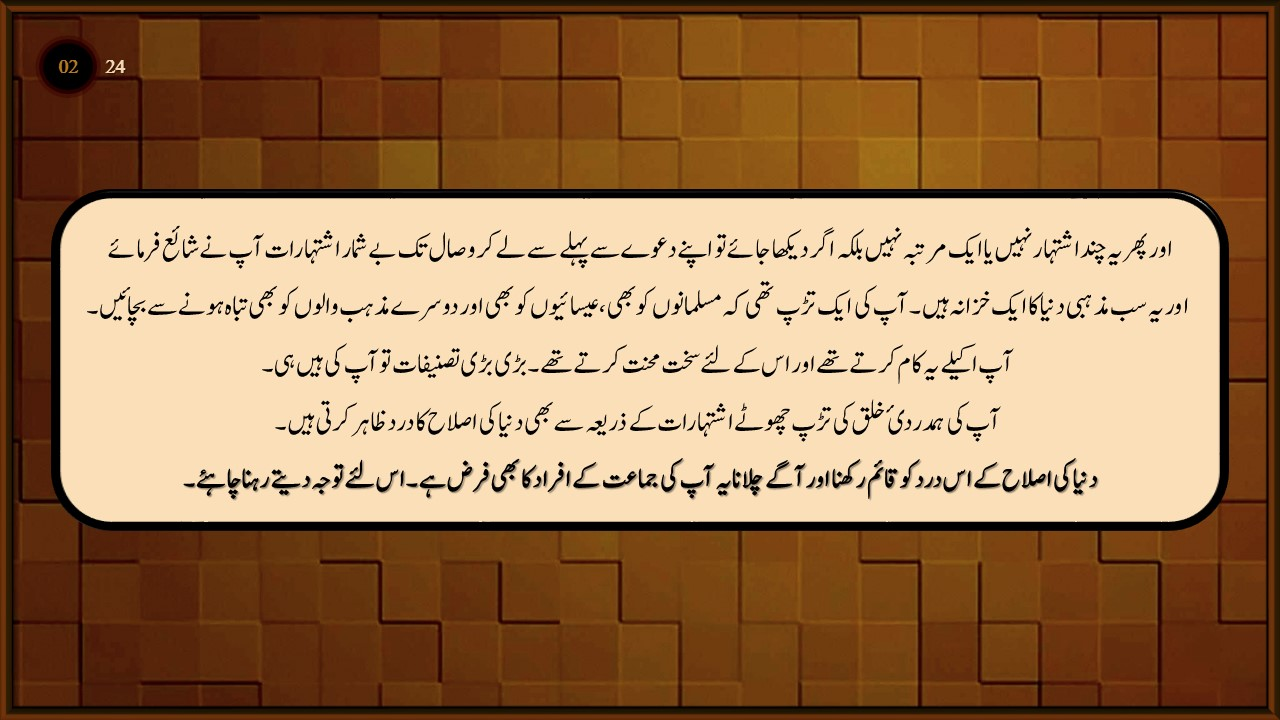 02 24
اور پھر یہ چند اشتہار نہیں یا ایک مرتبہ نہیں بلکہ اگر دیکھا جائے تو اپنے دعوے سے پہلے سے لے کر وصال تک بے شمار اشتہارات آپ نے شائع فرمائے
اور یہ سب مذہبی دنیا کا ایک خزانہ ہیں۔ آپ کی ایک تڑپ تھی کہ مسلمانوں کو بھی، عیسائیوں کو بھی اور دوسرے مذہب والوں کو بھی تباہ ہونے سے بچائیں۔
آپ اکیلے یہ کام کرتے تھے اور اس کے لئے سخت محنت کرتے تھے۔ بڑی بڑی تصنیفات تو آپ کی ہیں ہی۔
آپ کی ہمدردیٔ خلق کی تڑپ چھوٹے اشتہارات کے ذریعہ سے بھی دنیا کی اصلاح کا درد ظاہر کرتی ہیں۔
دنیا کی اصلاح کے اس درد کو قائم رکھنا اور آگے چلانا یہ آپ کی جماعت کے افراد کا بھی فرض ہے۔ اس لئے توجہ دیتے رہنا چاہئے۔